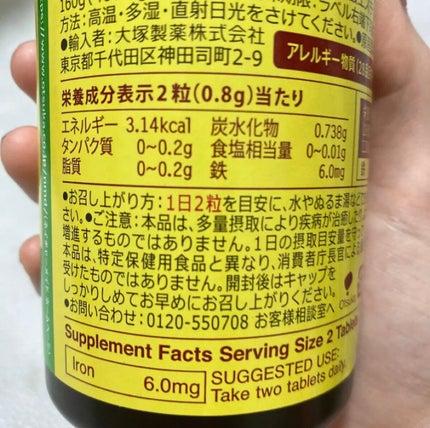 方法:高温・多湿・直射日光をさけてください。
●輸入者:大塚製薬株式会社
東京都千代田区神田司町2-9
アレルギー物質
栄養成分表示2粒(0.8g)当たり
エネルギー 3.14kcal 炭水化物 0.738g
タンパク質 0~0.2g 食塩相当量 0~0.01g
脂質 0~0.2g 鉄 6.0mg
●お召し上がり方:1日2粒を目安に、水やぬるま湯など
さい。●ご注意:本品は、多量摂取により疾病が治癒したり
増進するものではありません。1日の摂取目安量を守っ
本品は、特定保健用食品と異なり、消費者庁長官による
受けたものではありません。開封後はキャップを
しっかりしめてお早めにお召し上がりください。
●お問い合わせ:0120-550708 お客様相談室へ
Supplement Facts Serving Size 2 Tablets
Iron 6.0mg
SUGGESTED USE:
Take two tablets daily.